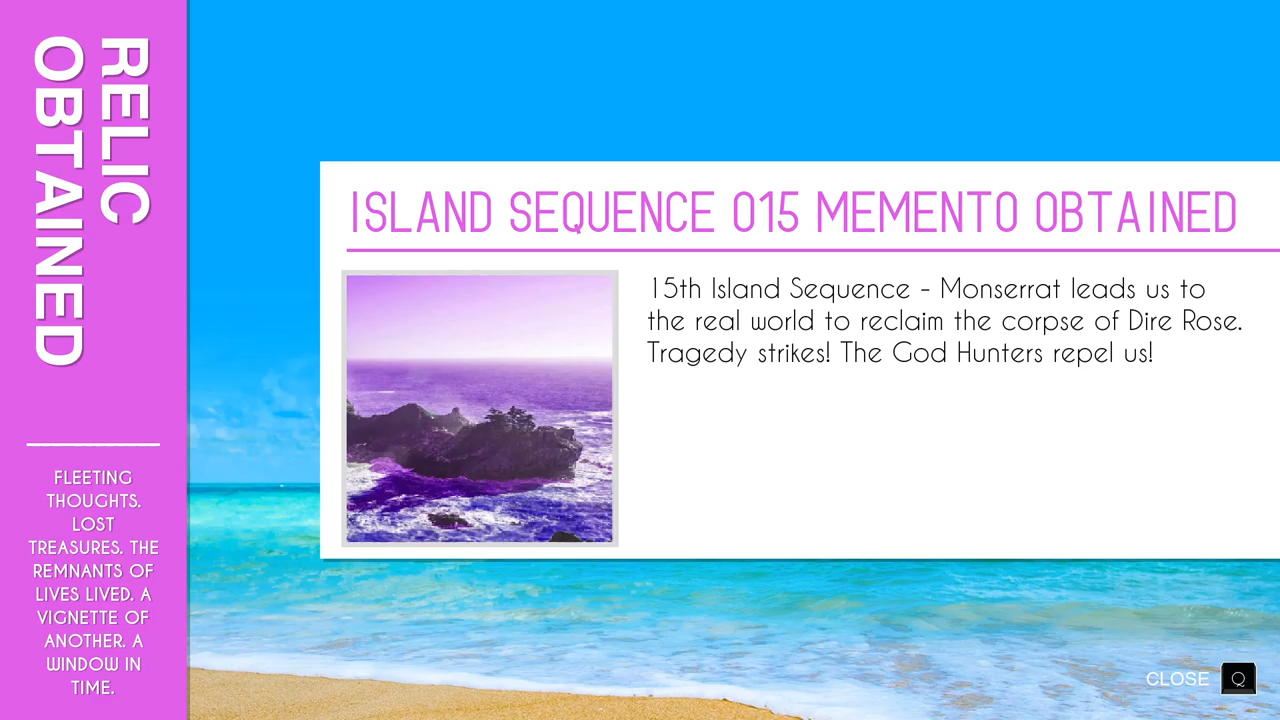 RELIC
OBTAINED
FLEETING
THOUGHTS.
LOST
TREASURES. THE
REMNANTS OF
LIVES LIVED. A
VIGNETTE OF
ANOTHER. A
WINDOW IN
TIME.
ISLAND SEQUENCE 015 MEMENTO OBTAINED
15th Island Sequence - Monserrat leads us to
the real world to reclaim the corpse of Dire Rose.
Tragedy strikes! The God Hunters repel us!
CLOSE Q